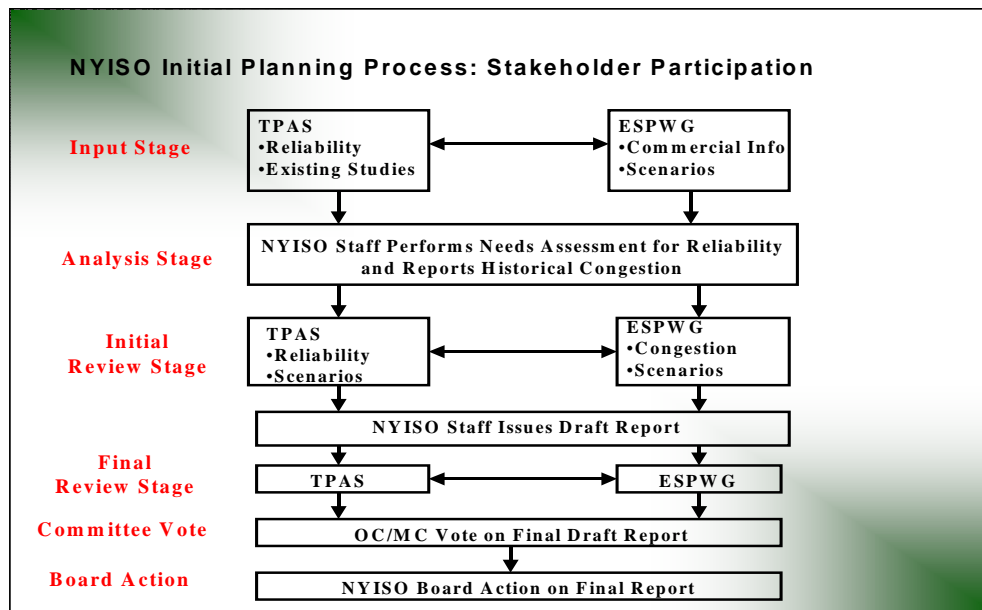 NYISO Initial Planning Process: Stakeholder Participation
Input Stage
TPAS
•Reliability
•Existing Studies
ESPWG
•Commercial Info
•Scenarios
Analysis Stage
NYISO Staff Performs Needs Assessment for Reliability
and Reports Historical Congestion
Initial
Review Stage
TPAS
•Reliability
•Scenarios
ESPWG
•Congestion
•Scenarios
NYISO Staff Issues Draft Report
Final
Review Stage
TPAS
ESPWG
Committee Vote
OC/MC Vote on Final Draft Report
Board Action
NYISO Board Action on Final Report